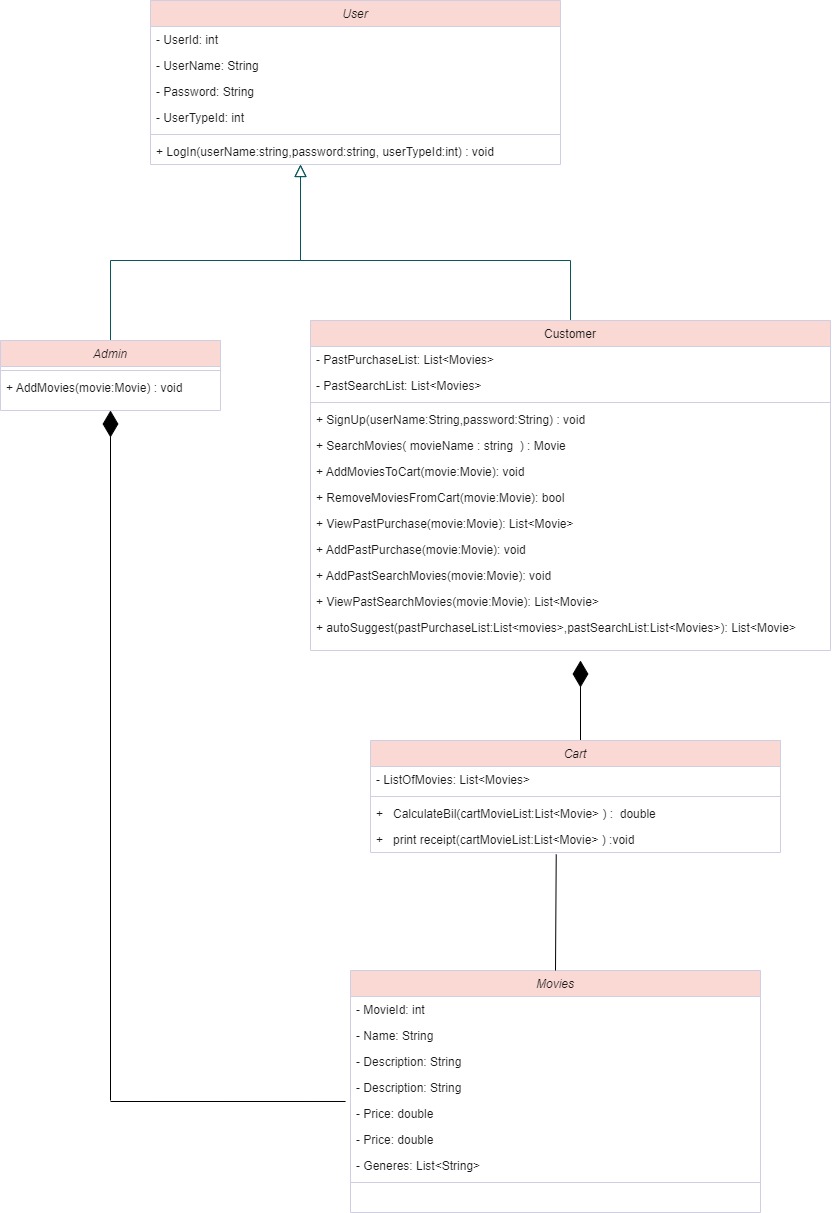 User
- UserId: int
- UserName: String
- Password: String
- UserTypeId: int
+ LogIn(userName:string,password:string, userTypeId:int) : void
Admin
+ AddMovies(movie:Movie) : void
Customer
- PastPurchaseList: List<Movies>
- PastSearchList: List<Movies>
+ SignUp(userName:String,password:String) : void
+ SearchMovies( movieName : string  ) : Movie
+ AddMoviesToCart(movie:Movie): void
+ RemoveMoviesFromCart(movie:Movie): bool
+ ViewPastPurchase(movie:Movie): List<Movie>
+ AddPastPurchase(movie:Movie): void
+ AddPastSearchMovies(movie:Movie): void
+ ViewPastSearchMovies(movie:Movie): List<Movie>
+ autoSuggest(pastPurchaseList:List<movies>,pastSearchList:List<Movies>): List<Movie>
Cart
- ListOfMovies: List<Movies>
+   CalculateBil(cartMovieList:List<Movie> ) :  double
+   print receipt(cartMovieList:List<Movie> ) :void
Movies
- MovieId: int
- Name: String
- Description: String
- Description: String
- Price: double
- Price: double
- Generes: List<String>